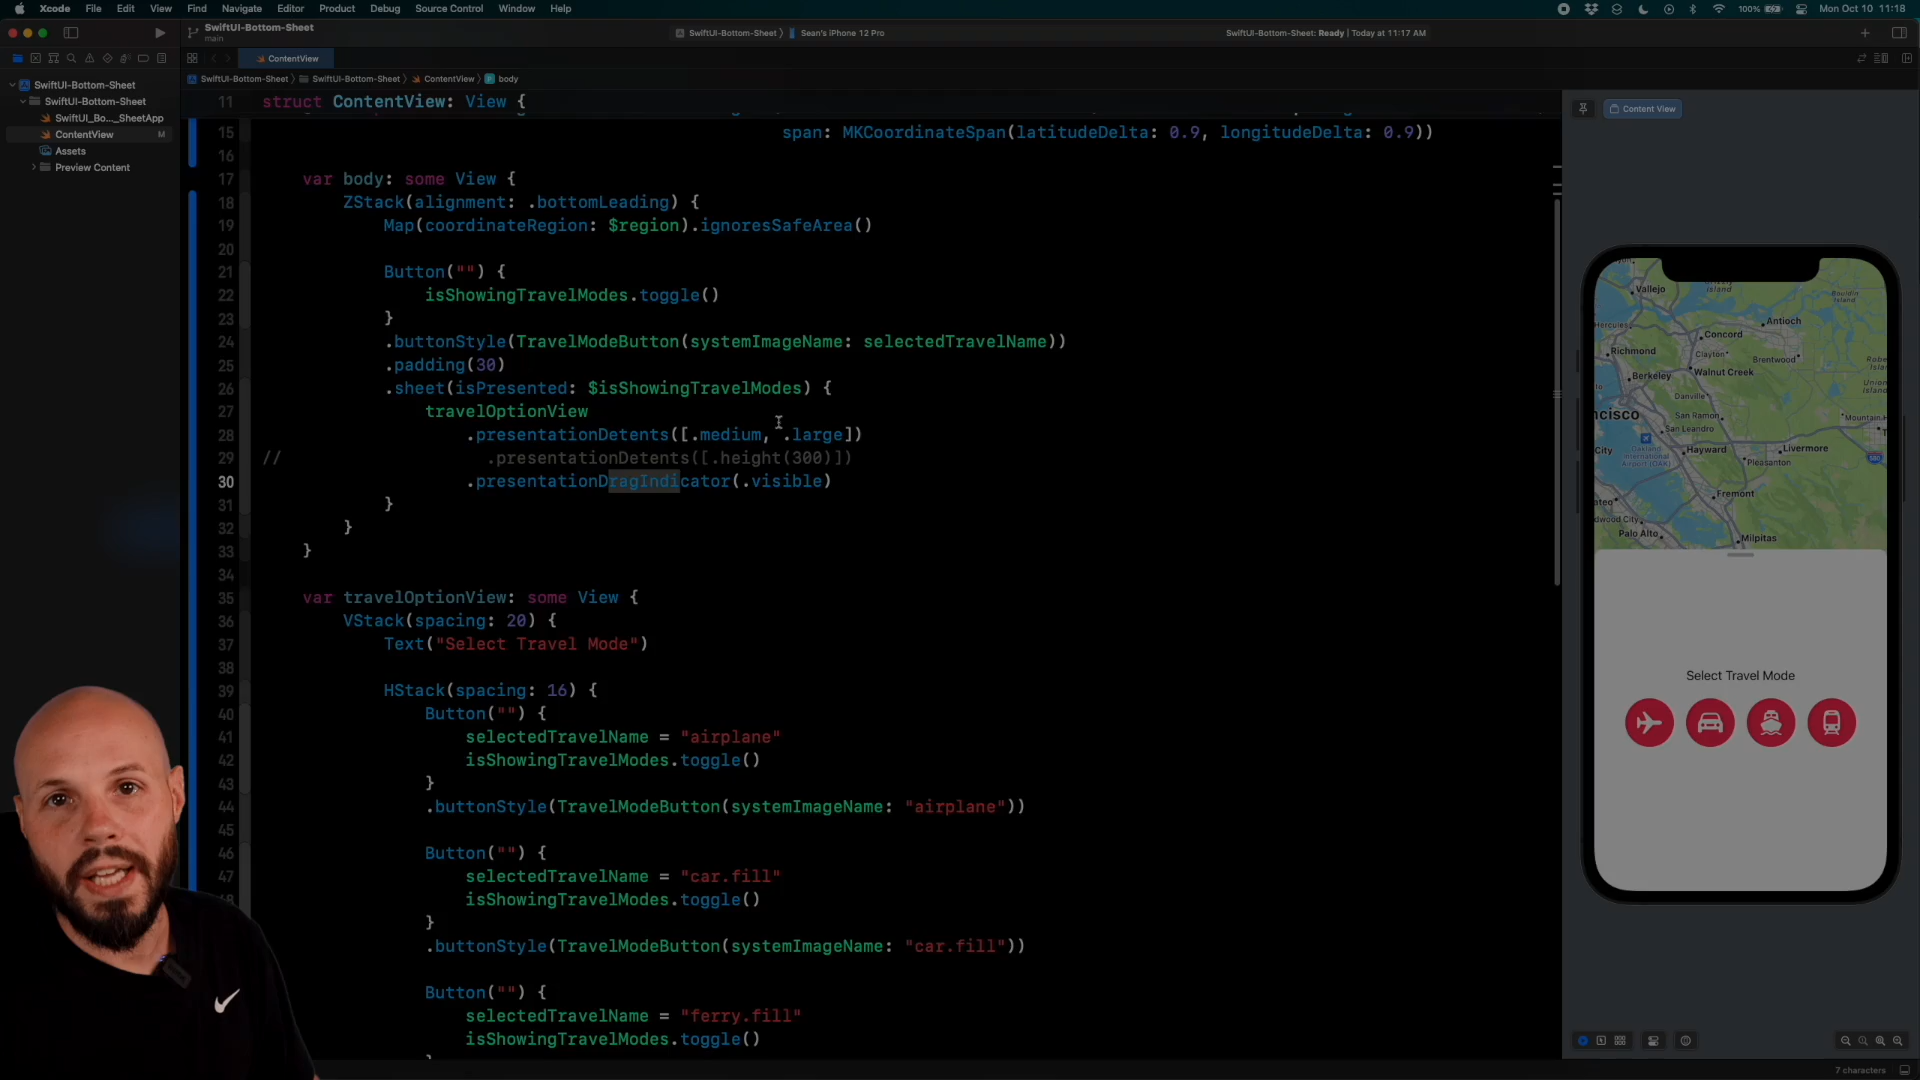 Xcode File Edit View Find Navigate Editor Product Debug Source Control Window Help
100% Mon Oct 10 11:18
SwiftUI-Bottom-Sheet
main
SwiftUI-Bottom-Sheet Sean's iPhone 12 Pro
SwiftUI-Bottom-Sheet: Ready | Today at 11:17 AM
ContentView
SwiftUI-Bottom-Sheet SwiftUI-Bottom-Sheet ContentView body
SwiftUI-Bottom-Sheet
SwiftUI-Bottom-Sheet
SwiftUI_Bo..._SheetApp
ContentView M
Assets
Preview Content
11 struct ContentView: View {
15 span: MKCoordinateSpan(latitudeDelta: 0.9, longitudeDelta: 0.9))
16
17 var body: some View {
18 ZStack(alignment: .bottomLeading) {
19 Map(coordinateRegion: $region).ignoresSafeArea()
20
21 Button("") {
22 isShowingTravelModes.toggle()
23 }
24 .buttonStyle(TravelModeButton(systemImageName: selectedTravelName))
25 .padding(30)
26 .sheet(isPresented: $isShowingTravelModes) {
27 travelOptionView
28 .presentationDetents([.medium, .large])
29 // .presentationDetents([.height(300)])
30 .presentationDragIndicator(.visible)
31 }
32 }
33 }
34
35 var travelOptionView: some View {
36 VStack(spacing: 20) {
37 Text("Select Travel Mode")
38
39 HStack(spacing: 16) {
40 Button("") {
41 selectedTravelName = "airplane"
42 isShowingTravelModes.toggle()
43 }
44 .buttonStyle(TravelModeButton(systemImageName: "airplane"))
45
46 Button("") {
47 selectedTravelName = "car.fill"
48 isShowingTravelModes.toggle()
}
.buttonStyle(TravelModeButton(systemImageName: "car.fill"))
Button("") {
selectedTravelName = "ferry.fill"
isShowingTravelModes.toggle()
Content View
Vallejo
Antioch
Concord
Clayton
Brentwood
Richmond
Walnut Creek
Berkeley
Danville
ncisco
San Ramon
San Leandro
Oakland
International
Airport (OAK)
Hayward
Livermore
Pleasanton
580
Fremont
ateo
dwood City
Palo Alto
Milpitas
Select Travel Mode
7 characters